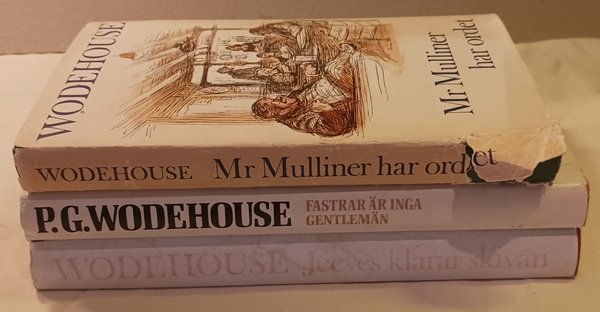 WODEHOUSE
Mr. Mulliner
har ordet
WODEHOUSE Mr Mulliner har ordet
P.G.WODEHOUSE FASTRAR ÄR INGA
GENTLEMÄN
WODEHOUSE Jeeves klarar skivan